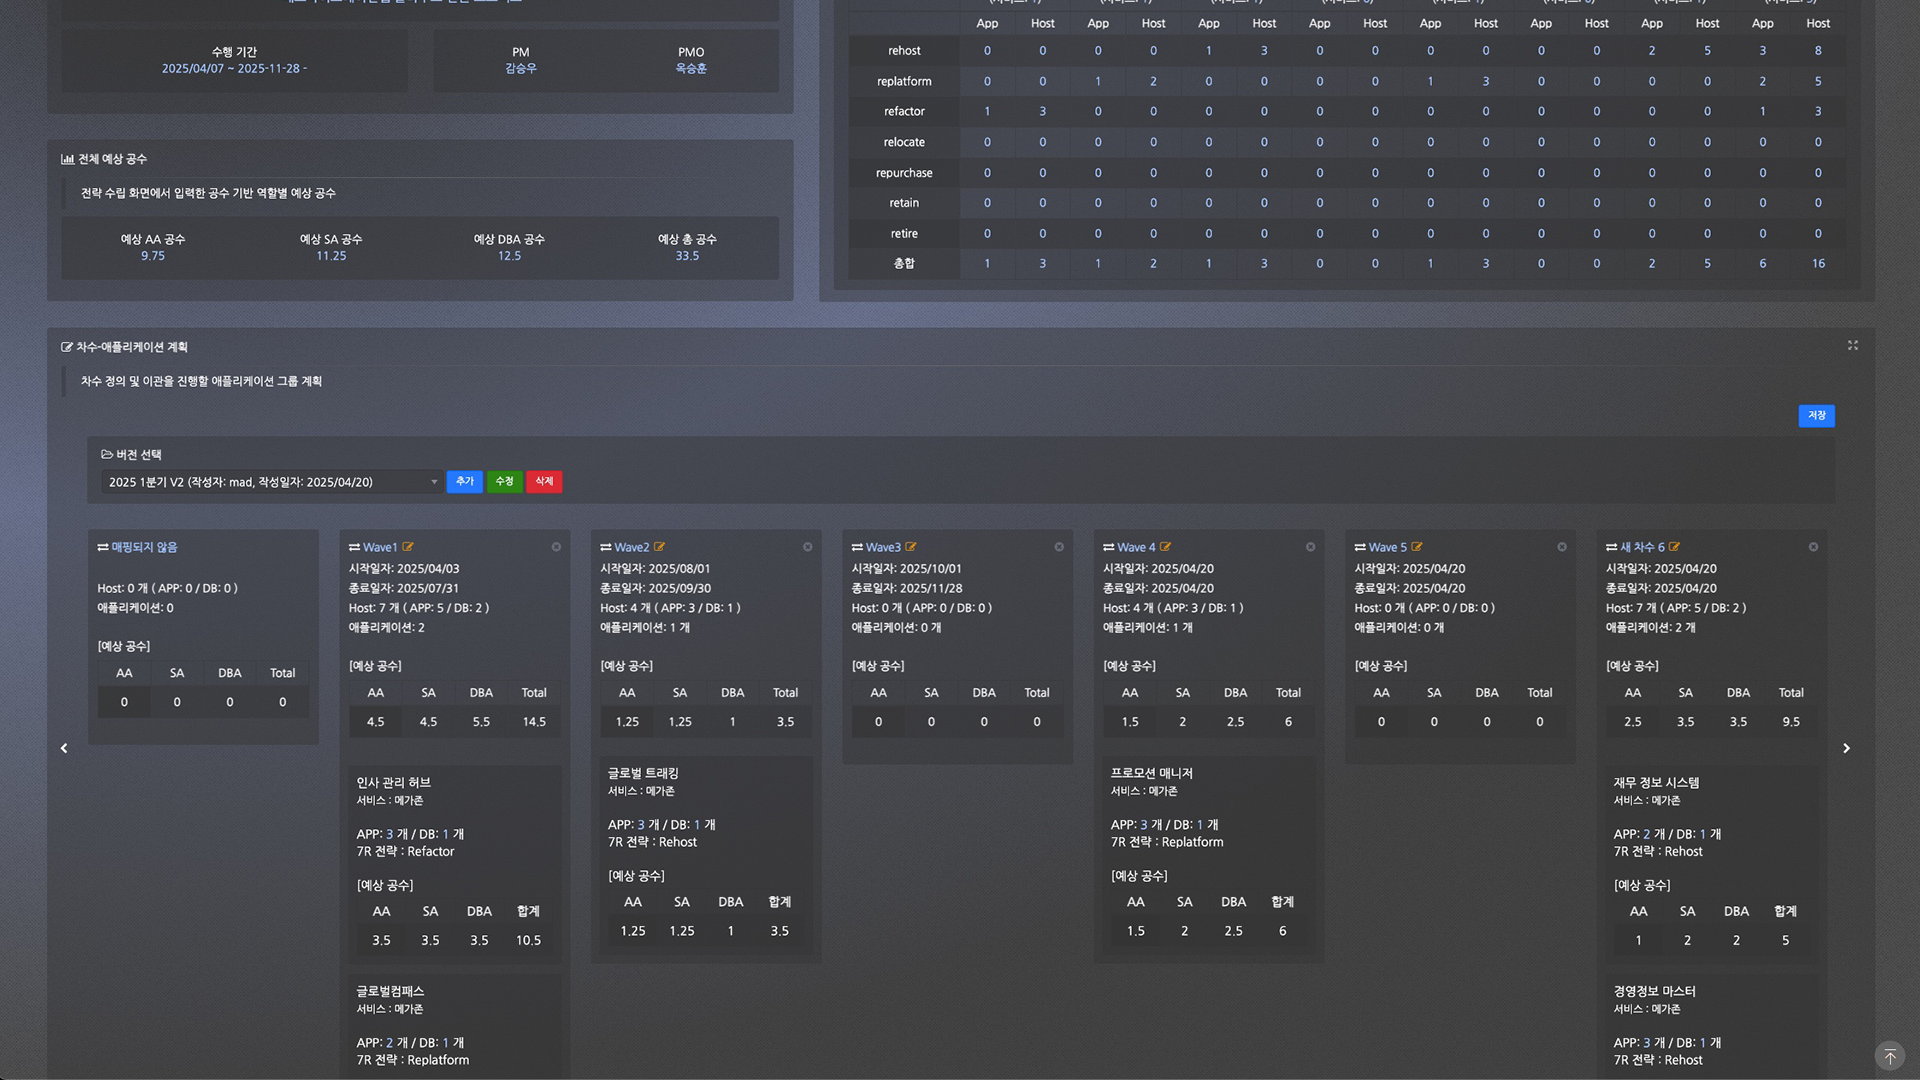 수행 기간
2025/04/07 ~ 2025-11-28 -
PM
김승우
PMO
옥승훈
전체 예상 공수
전략 수립 화면에서 입력한 공수 기반 역할별 예상 공수
예상 AA 공수 예상 SA 공수 예상 DBA 공수 예상 총 공수
9.75 11.25 12.5 33.5
App Host App Host App Host App Host App Host App Host App Host App Host
rehost 0 0 0 0 1 3 0 0 0 0 0 0 2 5 3 8
replatform 0 0 1 2 0 0 0 0 1 3 0 0 0 0 2 5
refactor 1 3 0 0 0 0 0 0 0 0 0 0 0 0 1 3
relocate 0 0 0 0 0 0 0 0 0 0 0 0 0 0 0 0
repurchase 0 0 0 0 0 0 0 0 0 0 0 0 0 0 0 0
retain 0 0 0 0 0 0 0 0 0 0 0 0 0 0 0 0
retire 0 0 0 0 0 0 0 0 0 0 0 0 0 0 0 0
총합 1 3 1 2 1 3 0 0 1 3 0 0 2 5 6 16
차수-애플리케이션 계획
차수 정의 및 이관을 진행할 애플리케이션 그룹 계획
저장
버전 선택
2025 1분기 V2 (작성자: mad, 작성일자: 2025/04/20) 추가 수정 삭제
매핑되지 않음
Host: 0 개 ( APP: 0 / DB: 0 )
애플리케이션: 0
[예상 공수]
AA SA DBA Total
0 0 0 0
Wave1
시작일자: 2025/04/03
종료일자: 2025/07/31
Host: 7 개 ( APP: 5 / DB: 2 )
애플리케이션: 2
[예상 공수]
AA SA DBA Total
4.5 4.5 5.5 14.5
인사 관리 허브
서비스 : 메가존
APP: 3 개 / DB: 1 개
7R 전략 : Refactor
[예상 공수]
AA SA DBA 합계
3.5 3.5 3.5 10.5
글로벌컴패스
서비스 : 메가존
APP: 2 개 / DB: 1 개
7R 전략 : Replatform
Wave2
시작일자: 2025/08/01
종료일자: 2025/09/30
Host: 4 개 ( APP: 3 / DB: 1 )
애플리케이션: 1 개
[예상 공수]
AA SA DBA Total
1.25 1.25 1 3.5
글로벌 트래킹
서비스 : 메가존
APP: 3 개 / DB: 1 개
7R 전략 : Rehost
[예상 공수]
AA SA DBA 합계
1.25 1.25 1 3.5
Wave3
시작일자: 2025/10/01
종료일자: 2025/11/28
Host: 0 개 ( APP: 0 / DB: 0 )
애플리케이션: 0 개
[예상 공수]
AA SA DBA Total
0 0 0 0
Wave 4
시작일자: 2025/04/20
종료일자: 2025/04/20
Host: 4 개 ( APP: 3 / DB: 1 )
애플리케이션: 1 개
[예상 공수]
AA SA DBA Total
1.5 2 2.5 6
프로모션 매니저
서비스 : 메가존
APP: 3 개 / DB: 1 개
7R 전략 : Replatform
[예상 공수]
AA SA DBA 합계
1.5 2 2.5 6
Wave 5
시작일자: 2025/04/20
종료일자: 2025/04/20
Host: 0 개 ( APP: 0 / DB: 0 )
애플리케이션: 0 개
[예상 공수]
AA SA DBA Total
0 0 0 0
새 차수 6
시작일자: 2025/04/20
종료일자: 2025/04/20
Host: 7 개 ( APP: 5 / DB: 2 )
애플리케이션: 2 개
[예상 공수]
AA SA DBA Total
2.5 3.5 3.5 9.5
재무 정보 시스템
서비스 : 메가존
APP: 2 개 / DB: 1 개
7R 전략 : Rehost
[예상 공수]
AA SA DBA 합계
1 2 2 5
경영정보 마스터
서비스 : 메가존
APP: 3 개 / DB: 1 개
7R 전략 : Rehost